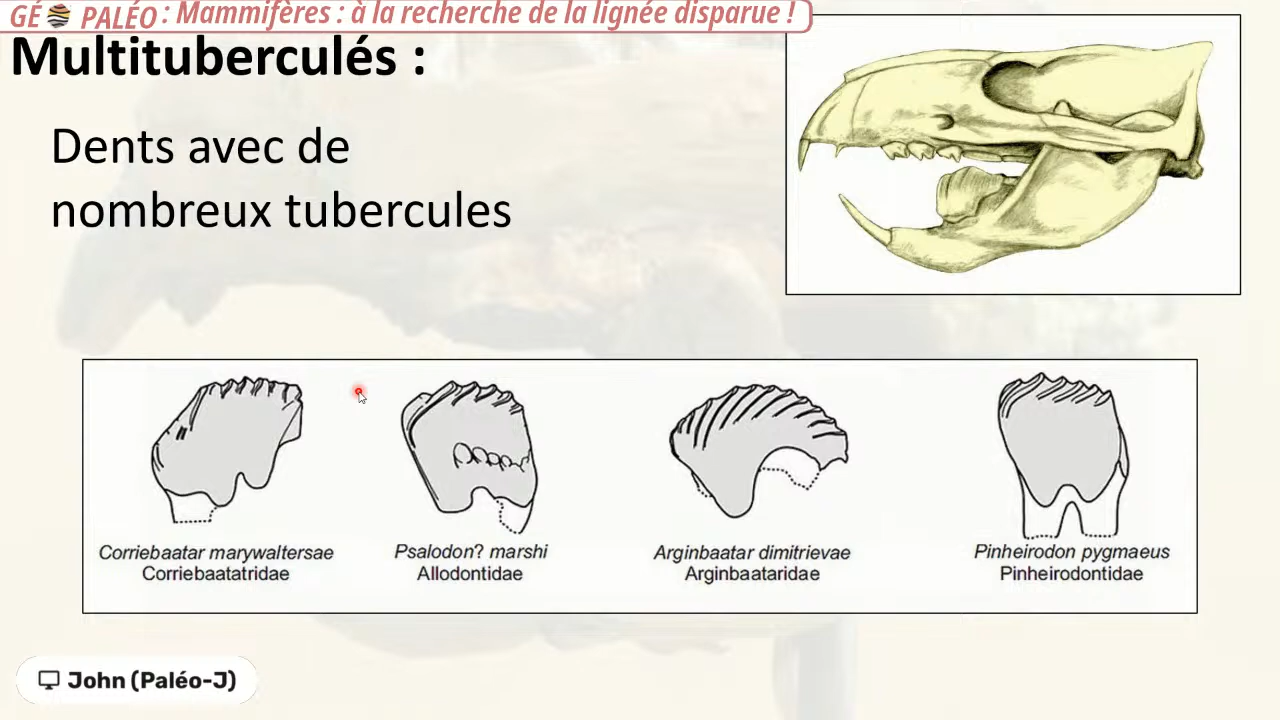 GÉ PALÉO : Mammifères : à la recherche de la lignée disparue !
Multituberculés :
Dents avec de
nombreux tubercules
Corriebaatar marywaltersae
Corriebaatatridae
Psalodon? marshi
Allodontidae
Arginbaatar dimitrievae
Arginbaataridae
Pinheirodon pygmaeus
Pinheirodontidae
John (Paléo-J)